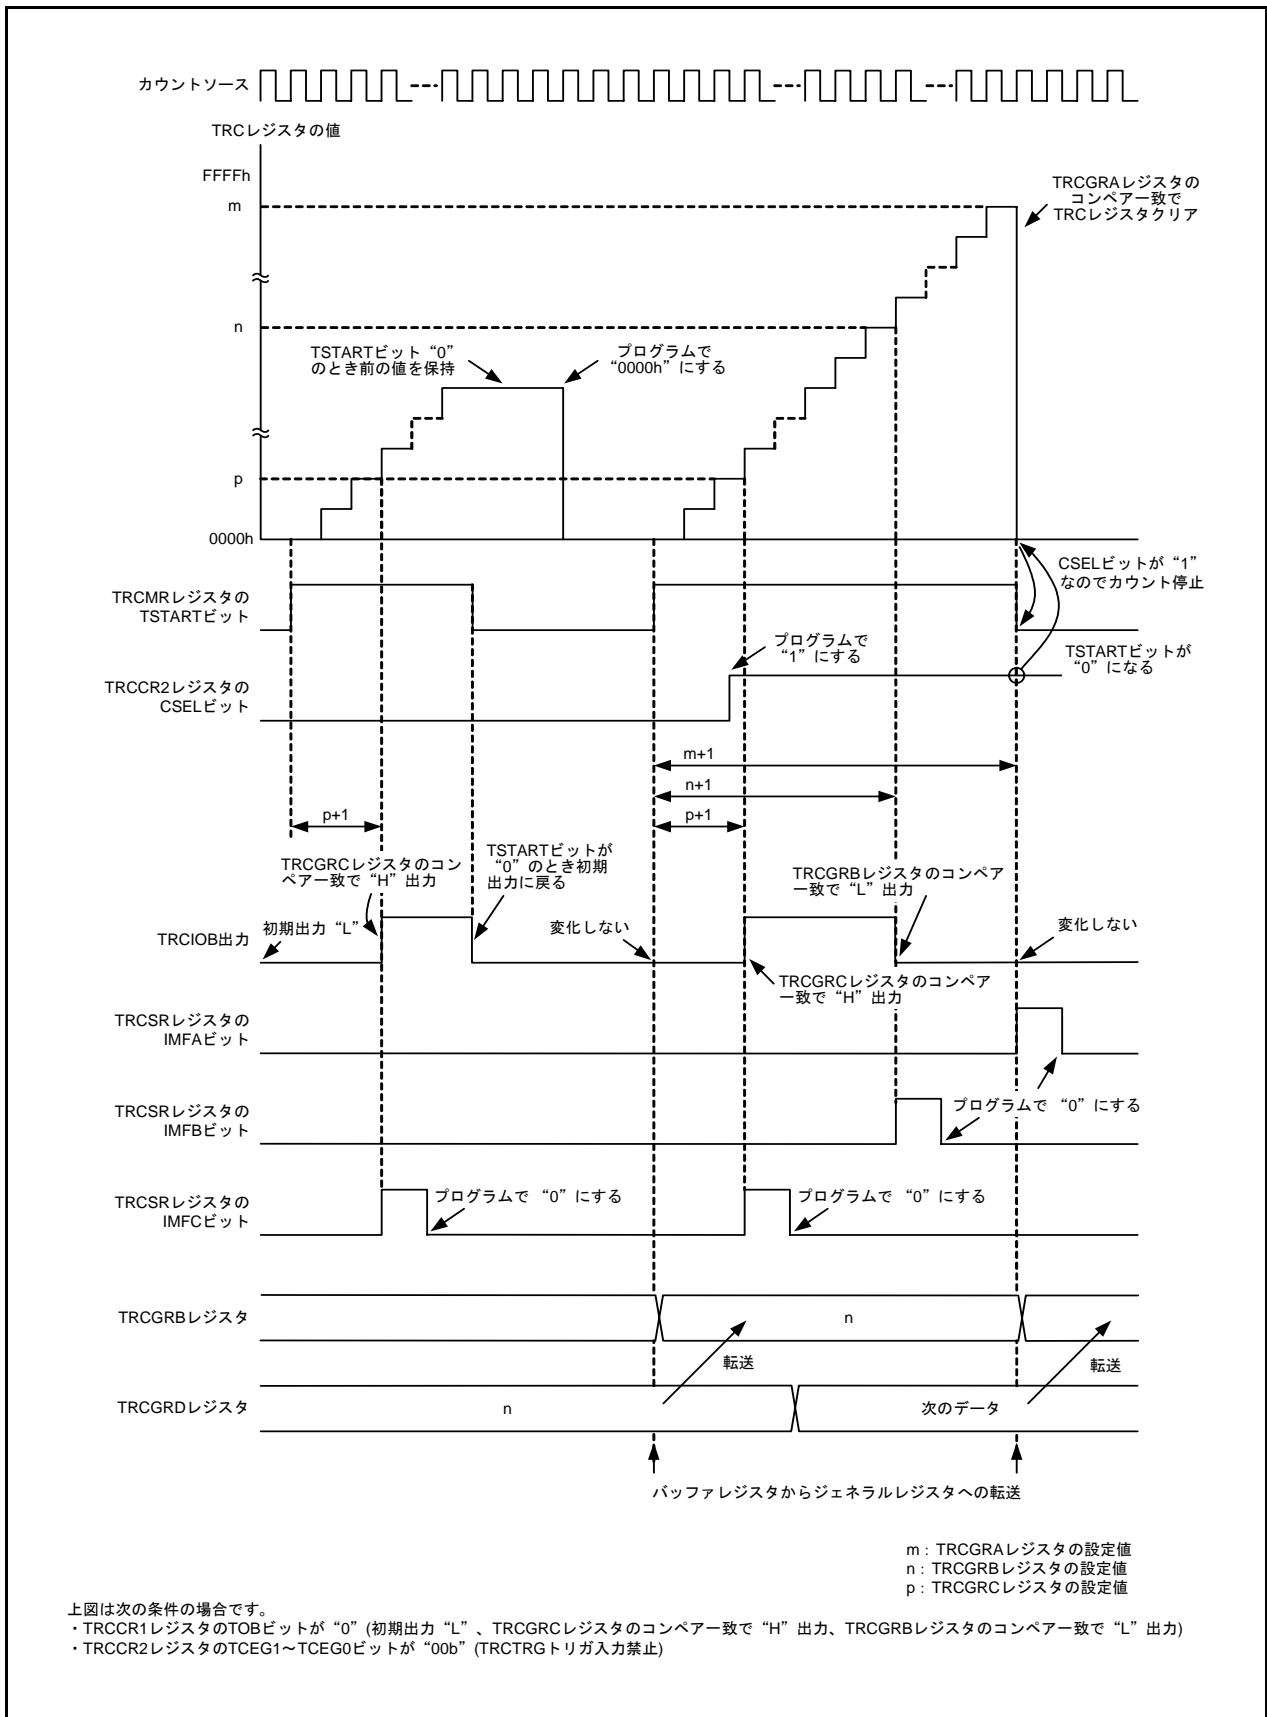 カウントソース
TRCレジスタの値
FFFFh
m
TRCGRAレジスタの
コンペア一致で
TRCレジスタクリア
n
TSTARTビット“0”
のとき前の値を保持
プログラムで
“0000h”にする
p
0000h
CSELビットが“1”
なのでカウント停止
TRCMRレジスタの
TSTARTビット
プログラムで
“1”にする
TSTARTビットが
“0”になる
TRCCR2レジスタの
CSELビット
m+1
n+1
p+1
p+1
TRCGRCレジスタのコン
ペア一致で“H”出力
TSTARTビットが
“0”のとき初期
出力に戻る
TRCGRBレジスタのコンペア
一致で“L”出力
初期出力“L”
変化しない
変化しない
TRCIOB出力
TRCGRCレジスタのコンペア
一致で“H”出力
TRCSRレジスタの
IMFAビット
プログラムで “0”にする
TRCSRレジスタの
IMFBビット
プログラムで “0”にする
プログラムで “0”にする
TRCSRレジスタの
IMFCビット
TRCGRBレジスタ
n
転送
転送
TRCGRDレジスタ
n
次のデータ
バッファレジスタからジェネラルレジスタへの転送
m : TRCGRAレジスタの設定値
n : TRCGRBレジスタの設定値
p : TRCGRCレジスタの設定値
上図は次の条件の場合です。
・TRCCR1レジスタのTOBビットが“0”(初期出力“L”、TRCGRCレジスタのコンペア一致で“H”出力、TRCGRBレジスタのコンペア一致で“L”出力)
・TRCCR2レジスタのTCEG1～TCEG0ビットが“00b”(TRCTRGトリガ入力禁止)